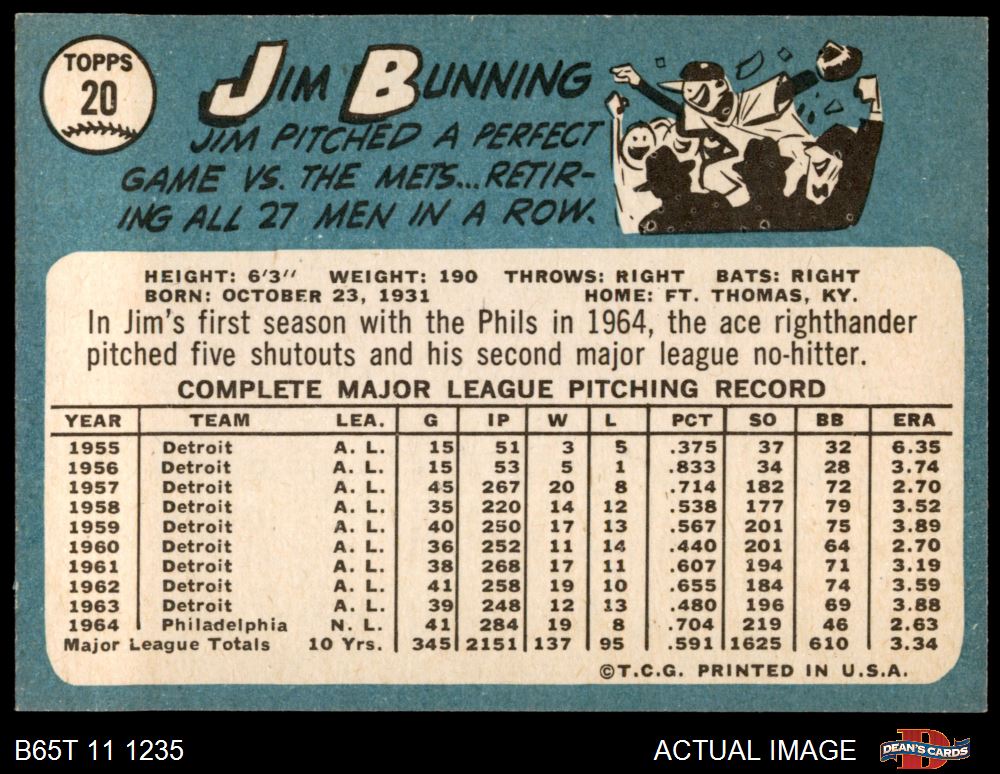 TOPPS
20
JIM BUNNING
JIM PITCHED A PERFECT
GAME VS. THE METS...RETIR-
ING ALL 27 MEN IN A ROW.
HEIGHT: 6'3" WEIGHT: 190 THROWS: RIGHT BATS: RIGHT
BORN: OCTOBER 23, 1931 HOME: FT. THOMAS, KY.
In Jim's first season with the Phils in 1964, the ace righthander
pitched five shutouts and his second major league no-hitter.
COMPLETE MAJOR LEAGUE PITCHING RECORD
YEAR TEAM LEA. G IP W L PCT SO BB ERA
1955 Detroit A. L. 15 51 3 5 .375 37 32 6.35
1956 Detroit A. L. 15 53 5 1 .833 34 28 3.74
1957 Detroit A. L. 45 267 20 8 .714 182 72 2.70
1958 Detroit A. L. 35 220 14 12 .538 177 79 3.52
1959 Detroit A. L. 40 250 17 13 .567 201 75 3.89
1960 Detroit A. L. 36 252 11 14 .440 201 64 2.70
1961 Detroit A. L. 38 268 17 11 .607 194 71 3.19
1962 Detroit A. L. 41 258 19 10 .655 184 74 3.59
1963 Detroit A. L. 39 248 12 13 .480 196 69 3.88
1964 Philadelphia N. L. 41 284 19 8 .704 219 46 2.63
Major League Totals 10 Yrs. 345 2151 137 95 .591 1625 610 3.34
©T.C.G. PRINTED IN U.S.A.
B65T 11 1235 ACTUAL IMAGE DEAN'S CARDS